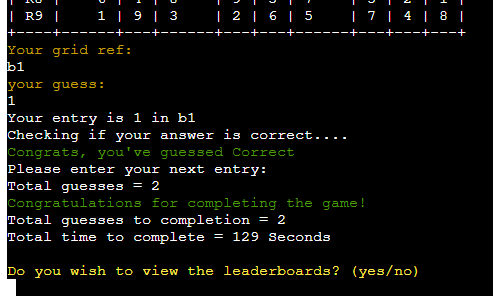 | R9 | 1 | 9 | 3 | 2 | 6 | 5 | 7 | 4 | 8 |
+----+------+---+------+---+---+------+---+---+---+
Your grid ref:
b1
your guess:
1
Your entry is 1 in b1
Checking if your answer is correct....
Congrats, you've guessed Correct
Please enter your next entry:
Total guesses = 2
Congratulations for completing the game!
Total guesses to completion = 2
Total time to complete = 129 Seconds
Do you wish to view the leaderboards? (yes/no)